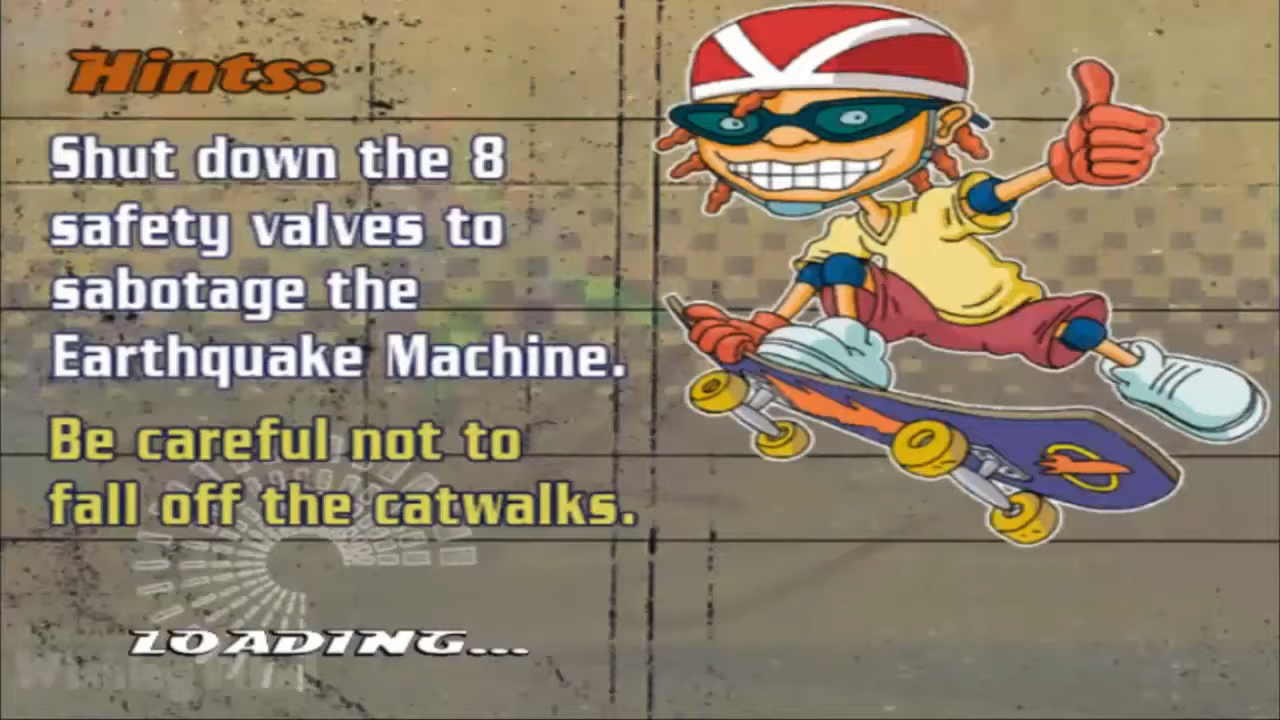 Hints:
Shut down the 8
safety valves to
sabotage the
Earthquake Machine.
Be careful not to
fall off the catwalks.
LOADING...